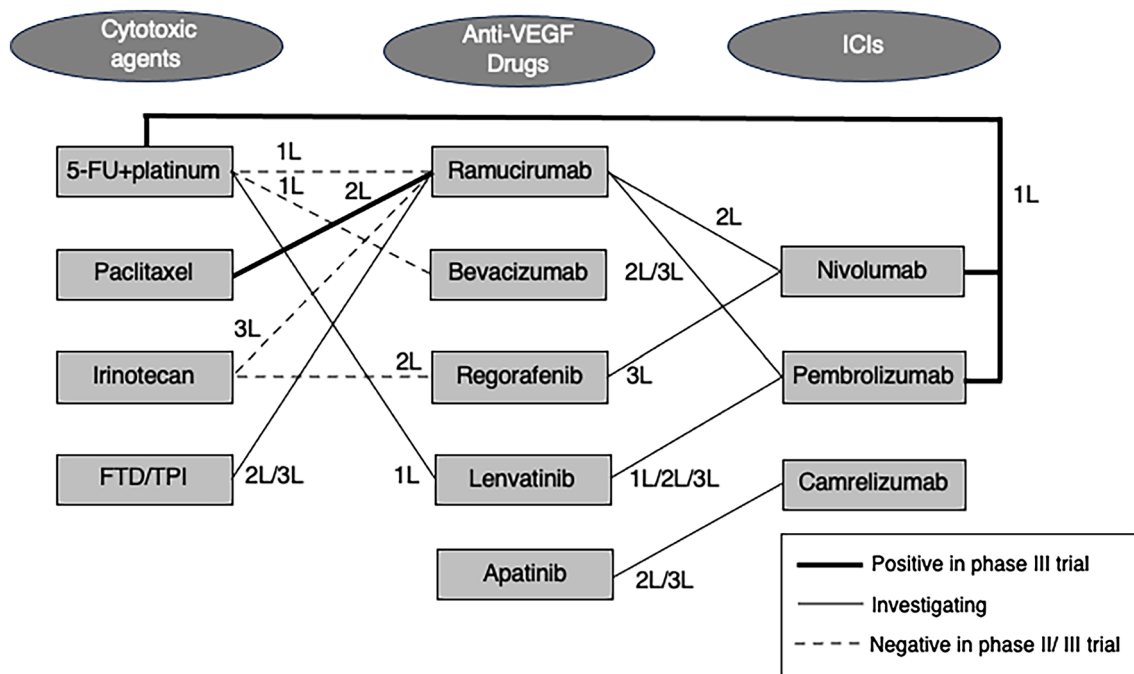 Cytotoxic
agents
Anti-VEGF
Drugs
ICIs
5-FU+platinum
1L
1L
2L
Ramucirumab
2L
1L
Paclitaxel
Bevacizumab
2L/3L
Nivolumab
3L
Irinotecan
2L
Regorafenib
3L
Pembrolizumab
FTD/TPI
2L/3L
1L
Lenvatinib
1L/2L/3L
Camrelizumab
Apatinib
2L/3L
Positive in phase III trial
Investigating
Negative in phase II/ III trial